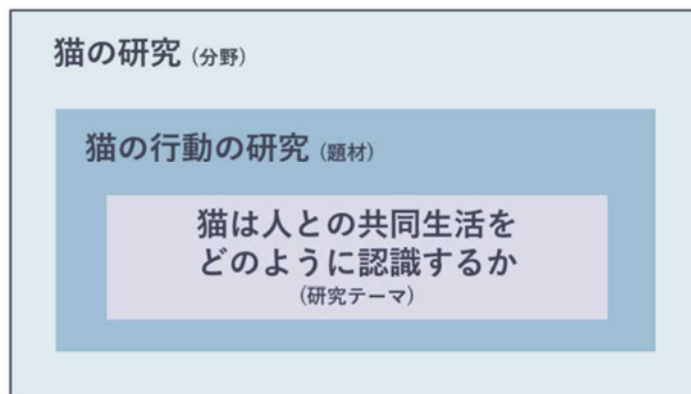 猫の研究 (分野)
猫の行動の研究 (題材)
猫は人との共同生活を
どのように認識するか
(研究テーマ)